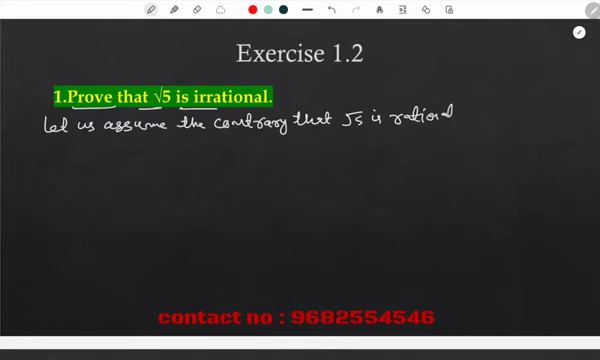 Exercise 1.2
1.Prove that √5 is irrational.
Let us assume the contrary that √5 is rational
contact no : 9682554546